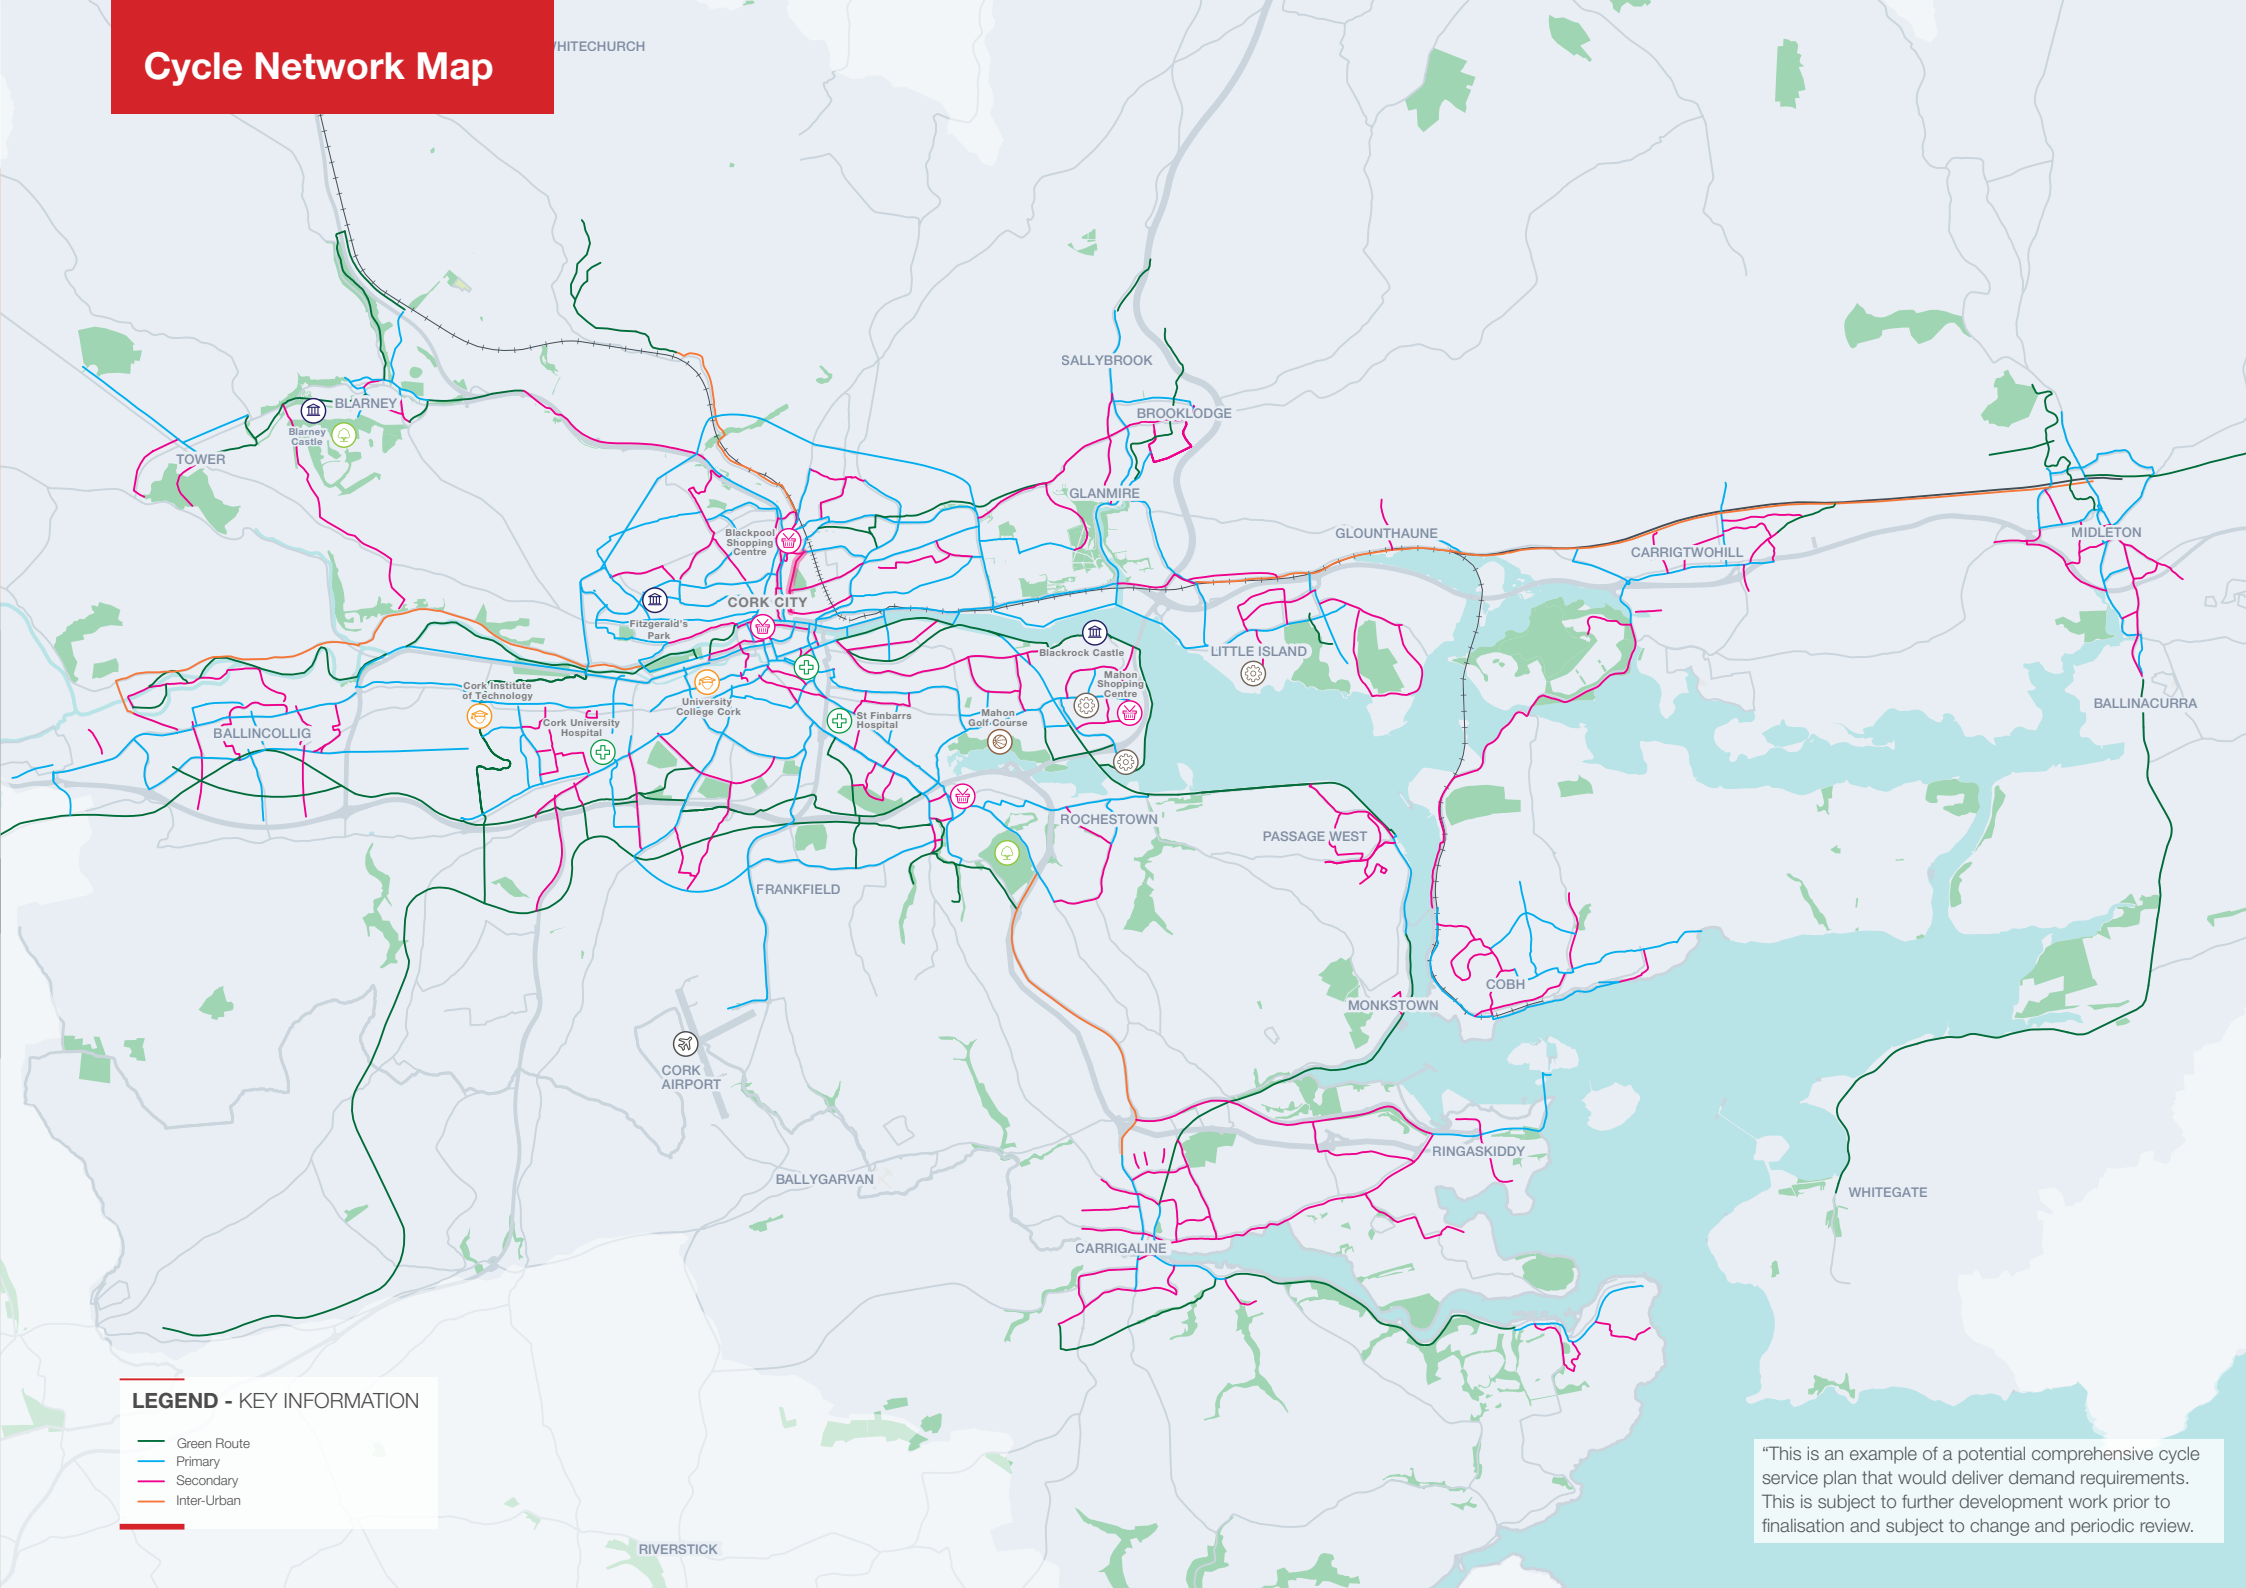 Cycle Network Map
HITECHURCH
SALLYBROOK
BROOKLODGE
BLARNEY
Blarney
Castle
TOWER
GLANMIRE
Blackpool
Shopping
Centre
GLOUNTHAUNE
CARRIGTWOHILL
MIDLETON
CORK CITY
Fitzgerald's
Park
Blackrock Castle
LITTLE ISLAND
Mahon
Shopping
Centre
Cork Institute
of Technology
University
College Cork
Cork University
Hospital
St Finbarrs
Hospital
Mahon
Golf Course
BALLINCOLLIG
BALLINACURRA
ROCHESTOWN
PASSAGE WEST
FRANKFIELD
COBH
MONKSTOWN
CORK
AIRPORT
RINGASKIDDY
BALLYGARVAN
WHITEGATE
CARRIGALINE
LEGEND - KEY INFORMATION
Green Route
Primary
Secondary
Inter-Urban
“This is an example of a potential comprehensive cycle
service plan that would deliver demand requirements.
This is subject to further development work prior to
finalisation and subject to change and periodic review.
RIVERSTICK